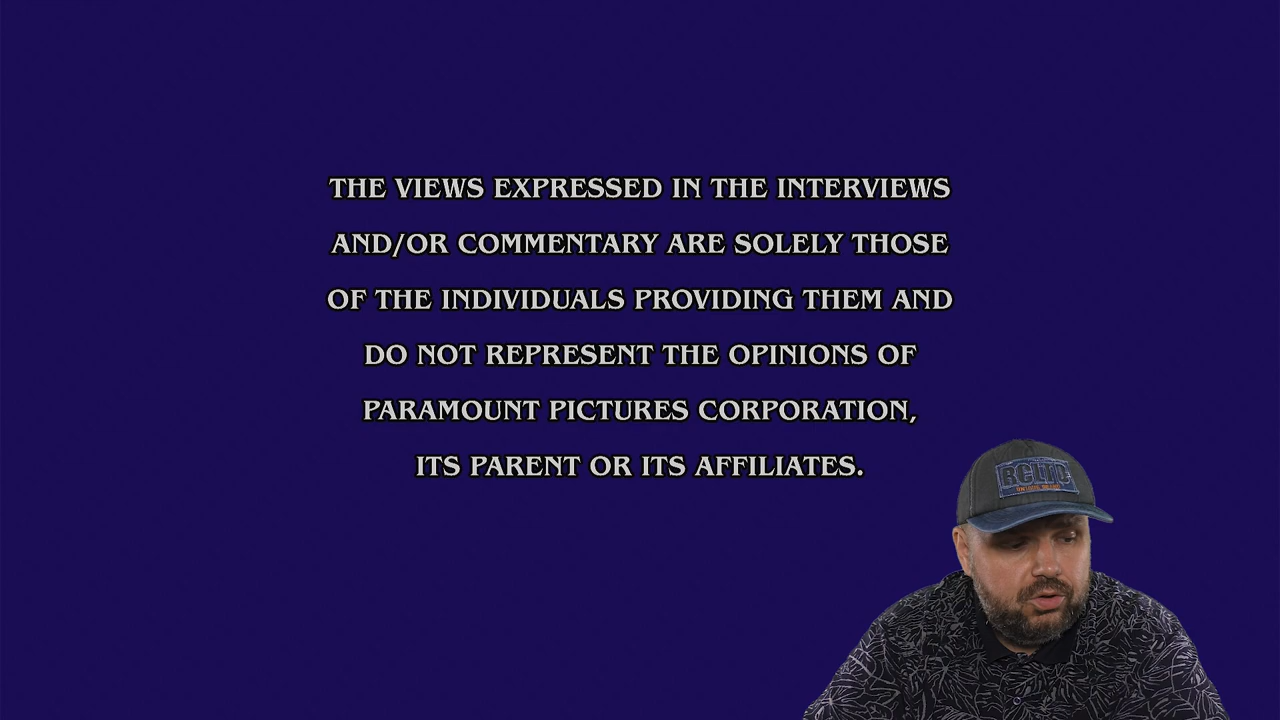 THE VIEWS EXPRESSED IN THE INTERVIEWS
AND/OR COMMENTARY ARE SOLELY THOSE
OF THE INDIVIDUALS PROVIDING THEM AND
DO NOT REPRESENT THE OPINIONS OF
PARAMOUNT PICTURES CORPORATION,
ITS PARENT OR ITS AFFILIATES.